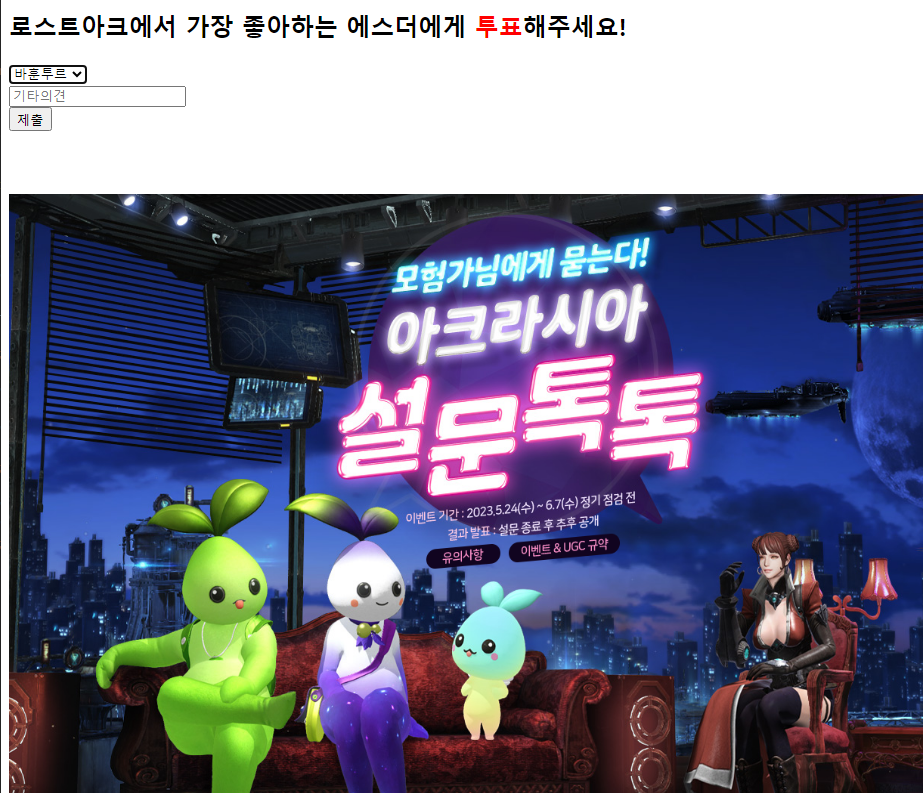 로스트아크에서 가장 좋아하는 에스더에게 투표해주세요!
바훈투르
기타의견
제출
모험가님에게 묻는다!
아크라시아
설문톡톡
이벤트 기간 : 2023.5.24(수) ~ 6.7(수) 정기 점검 전
결과 발표 : 설문 종료 후 추후 공개
유의사항 이벤트 & UGC 규약